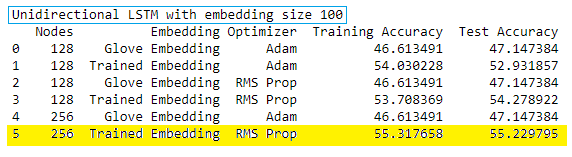 Unidirectional LSTM with embedding size 100
Nodes Embedding Optimizer Training Accuracy Test Accuracy
0 128 Glove Embedding Adam 46.613491 47.147384
1 128 Trained Embedding Adam 54.030228 52.931857
2 128 Glove Embedding RMS Prop 46.613491 47.147384
3 128 Trained Embedding RMS Prop 53.708369 54.278922
4 256 Glove Embedding Adam 46.613491 47.147384
5 256 Trained Embedding RMS Prop 55.317658 55.229795